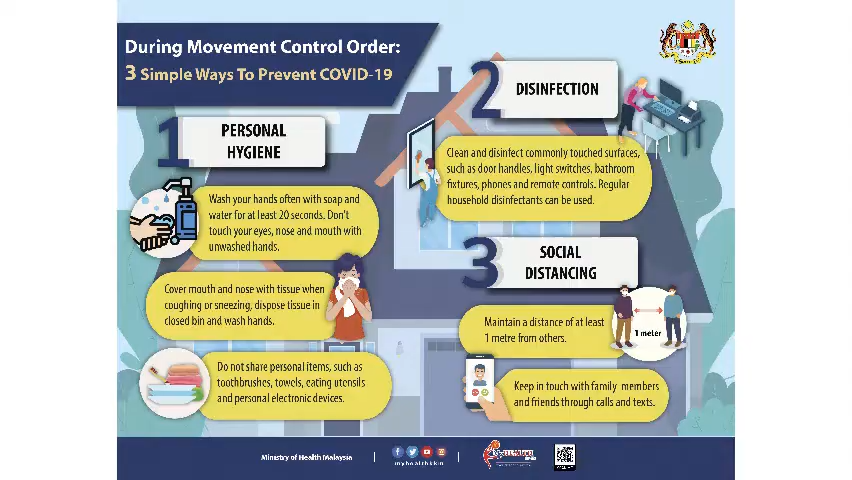 During Movement Control Order:
3 Simple Ways To Prevent COVID-19
1
PERSONAL
HYGIENE
Wash your hands often with soap and
water for at least 20 seconds. Don't
touch your eyes, nose and mouth with
unwashed hands.
Cover mouth and nose with tissue when
coughing or sneezing, dispose tissue in
closed bin and wash hands.
Do not share personal items, such as
toothbrushes, towels, eating utensils
and personal electronic devices.
2
DISINFECTION
Clean and disinfect commonly touched surfaces,
such as door handles, light switches, bathroom
fixtures, phones and remote controls. Regular
household disinfectants can be used.
3
SOCIAL
DISTANCING
Maintain a distance of at least
1 metre from others.
1 meter
Keep in touch with family members
and friends through calls and texts.
Ministry of Health Malaysia
myhealthkkm